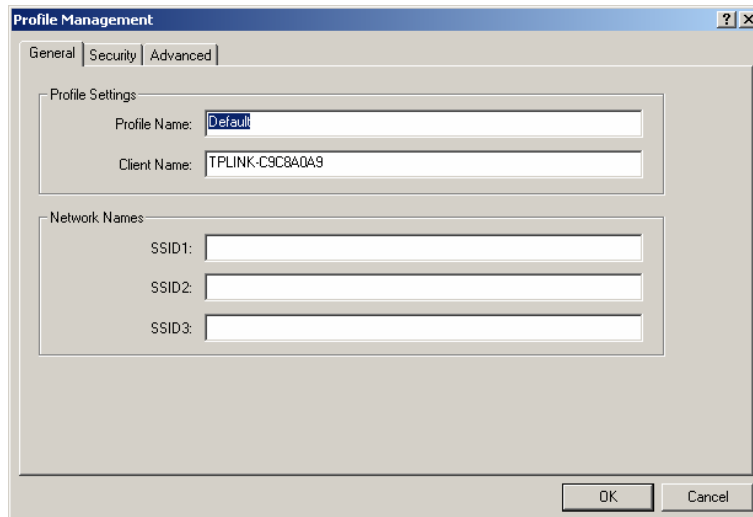 Profile Management
General Security Advanced
Profile Settings
Profile Name: Default
Client Name: TPLINK-C9C8A0A9
Network Names
SSID1:
SSID2:
SSID3:
OK Cancel